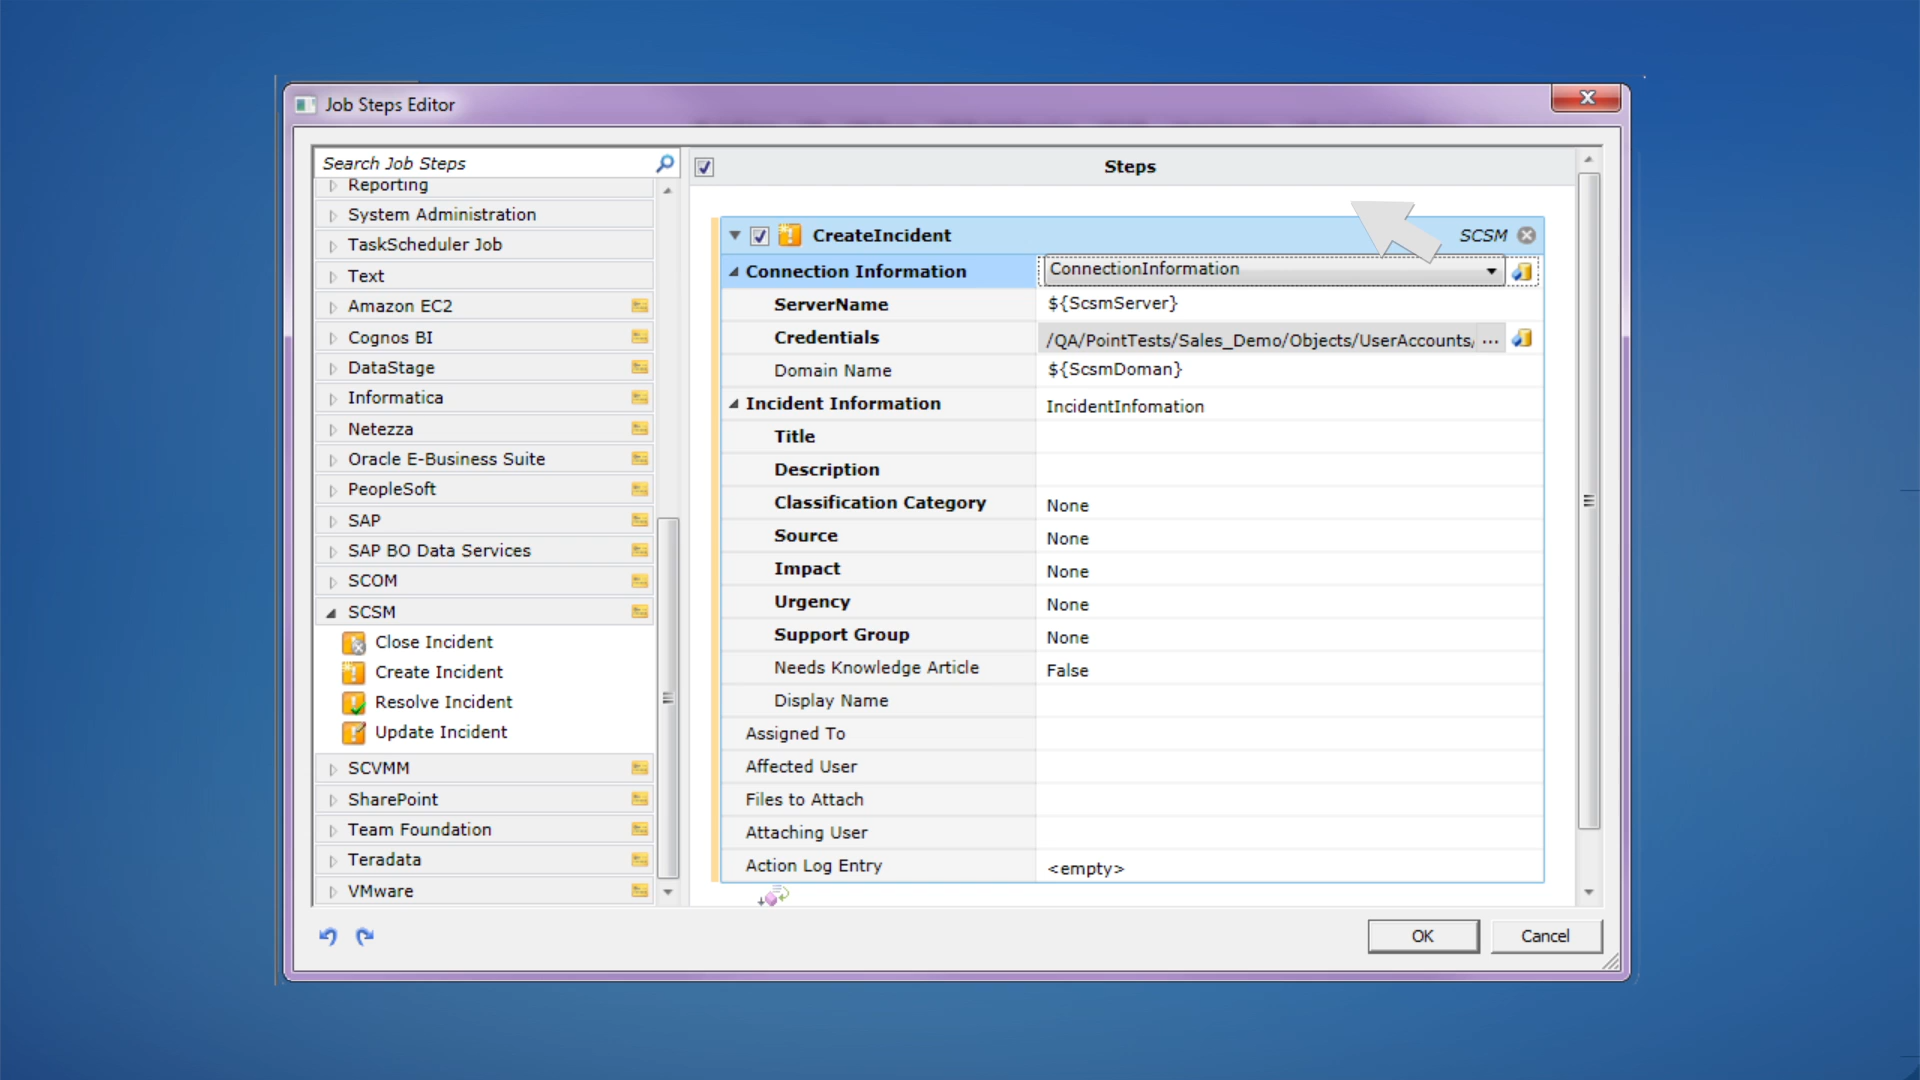 Job Steps Editor
Search Job Steps
Reporting
System Administration
TaskScheduler Job
Text
Amazon EC2
Cognos BI
DataStage
Informatica
Netezza
Oracle E-Business Suite
PeopleSoft
SAP
SAP BO Data Services
SCOM
SCSM
Close Incident
Create Incident
Resolve Incident
Update Incident
SCVMM
SharePoint
Team Foundation
Teradata
VMware
Steps
CreateIncident SCSM
Connection Information ConnectionInformation
ServerName ${ScsmServer}
Credentials /QA/PointTests/Sales_Demo/Objects/UserAccounts, ...
Domain Name ${ScsmDoman}
Incident Information IncidentInfomation
Title
Description
Classification Category None
Source None
Impact None
Urgency None
Support Group None
Needs Knowledge Article False
Display Name
Assigned To
Affected User
Files to Attach
Attaching User
Action Log Entry <empty>
OK Cancel